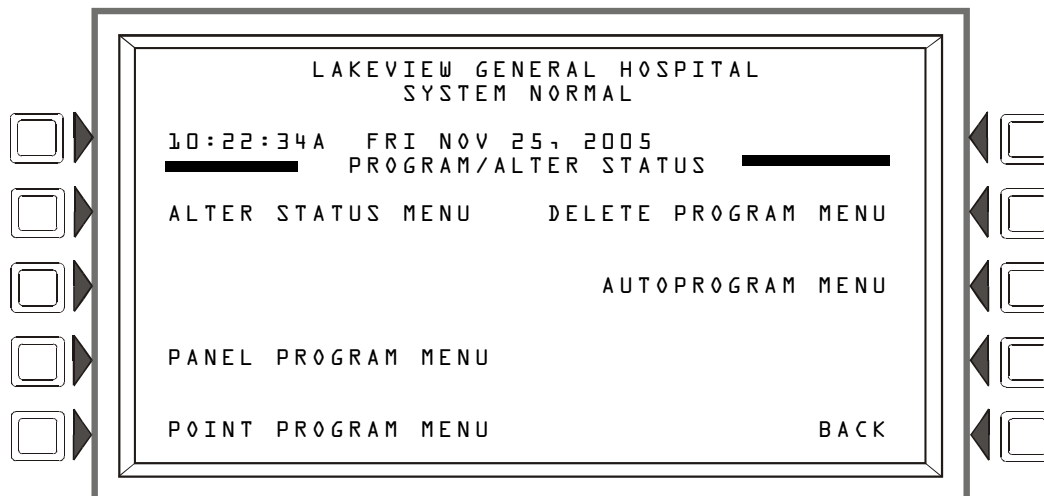 LAKEVIEW GENERAL HOSPITAL
SYSTEM NORMAL
10:22:34A FRI NOV 25, 2005
PROGRAM/ALTER STATUS
ALTER STATUS MENU DELETE PROGRAM MENU
AUTOPROGRAM MENU
PANEL PROGRAM MENU
POINT PROGRAM MENU BACK